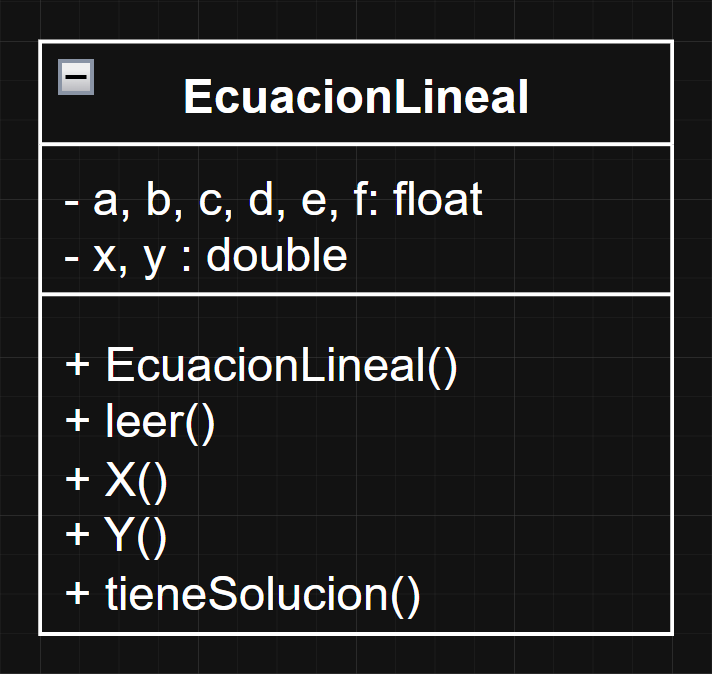 EcuacionLineal
- a, b, c, d, e, f: float
- x, y : double
+ EcuacionLineal()
+ leer()
+ X()
+ Y()
+ tieneSolucion()